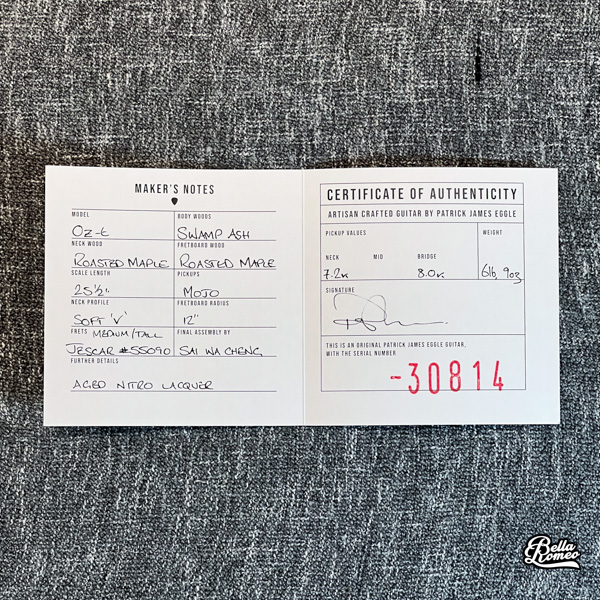 MAKER'S NOTES
MODEL
BODY WOODS
OZ-T
SWAMP ASH
NECK WOOD
FRETBOARD WOOD
ROASTED MAPLE
ROASTED MAPLE
SCALE LENGTH
PICKUPS
25½"
MOJO
NECK PROFILE
FRETBOARD RADIUS
SOFT 'V'
12"
FRETS MEDIUM/TALL
FINAL ASSEMBLY BY
JESCAR #55090
SAI WA CHENG
FURTHER DETAILS
AGED NITRO LACQUER
CERTIFICATE OF AUTHENTICITY
ARTISAN CRAFTED GUITAR BY PATRICK JAMES EGGLE
PICKUP VALUES
WEIGHT
NECK
MID
BRIDGE
7.2K
8.0K
6lb, 9oz
SIGNATURE
THIS IS AN ORIGINAL PATRICK JAMES EGGLE GUITAR,
WITH THE SERIAL NUMBER
-30814
Bella
Romeo